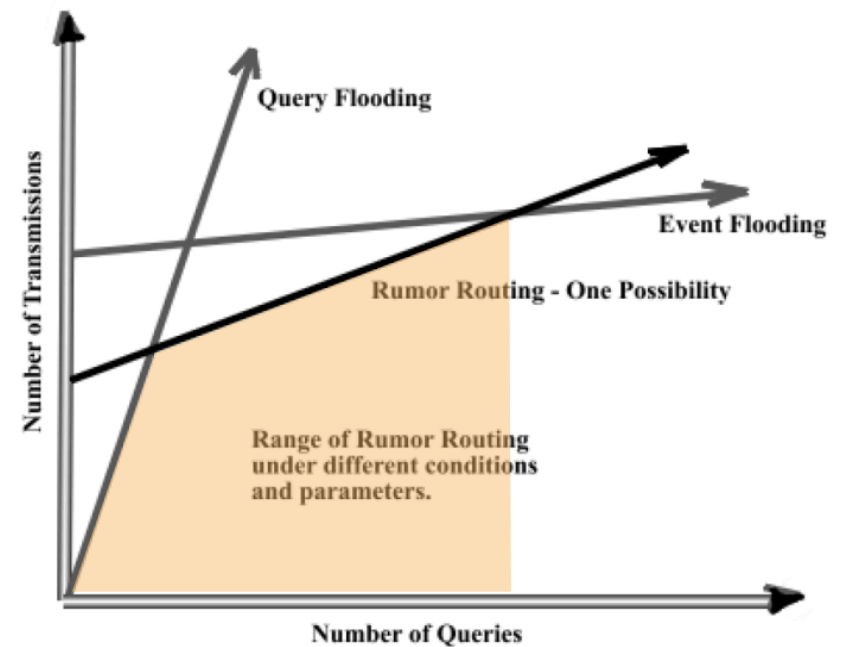 Query Flooding
Event Flooding
Rumor Routing - One Possibility
Range of Rumor Routing
under different conditions
and parameters.
Number of Transmissions
Number of Queries